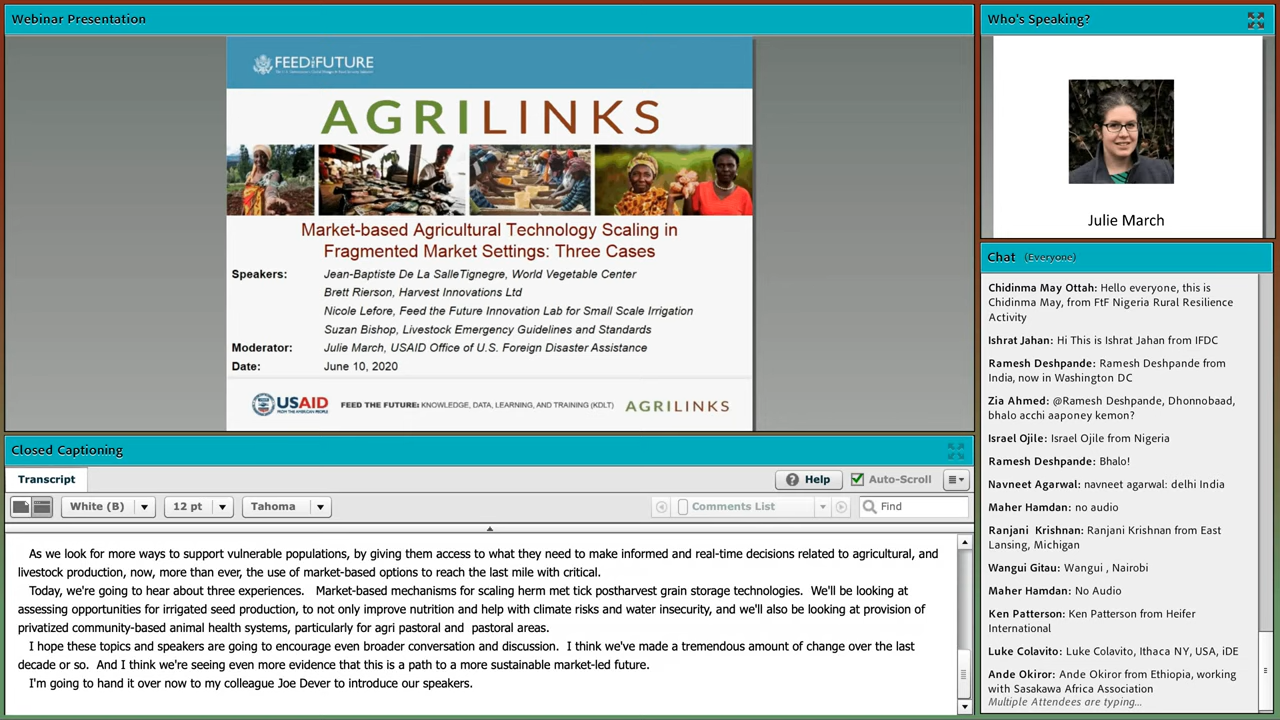 Webinar Presentation
FEED THE FUTURE
AGRILINKS
Market-based Agricultural Technology Scaling in
Fragmented Market Settings: Three Cases
Speakers: Jean-Baptiste De La SalleTignegre, World Vegetable Center
Brett Rierson, Harvest Innovations Ltd
Nicole Lefore, Feed the Future Innovation Lab for Small Scale Irrigation
Suzan Bishop, Livestock Emergency Guidelines and Standards
Moderator: Julie March, USAID Office of U.S. Foreign Disaster Assistance
Date: June 10, 2020
USAID
FROM THE AMERICAN PEOPLE
FEED THE FUTURE: KNOWLEDGE, DATA, LEARNING, AND TRAINING (KDLT)
AGRILINKS
Who's Speaking?
Julie March
Chat (Everyone)
Chidinma May Ottah: Hello everyone, this is
Chidinma May, from FtF Nigeria Rural Resilience
Activity
Ishrat Jahan: Hi This is Ishrat Jahan from IFDC
Ramesh Deshpande: Ramesh Deshpande from
India, now in Washington DC
Zia Ahmed: @Ramesh Deshpande, Dhonnobaad,
bhalo acchi aaponey kemon?
Israel Ojile: Israel Ojile from Nigeria
Ramesh Deshpande: Bhalo!
Navneet Agarwal: navneet agarwal: delhi India
Maher Hamdan: no audio
Ranjani Krishnan: Ranjani Krishnan from East
Lansing, Michigan
Wangui Gitau: Wangui , Nairobi
Maher Hamdan: No Audio
Ken Patterson: Ken Patterson from Heifer
International
Luke Colavito: Luke Colavito, Ithaca NY, USA, iDE
Ande Okiror: Ande Okiror from Ethiopia, working
with Sasakawa Africa Association
Multiple Attendees are typing...
Closed Captioning
Transcript
Help
Auto-Scroll
White (B)
12 pt
Tahoma
Comments List
Find
As we look for more ways to support vulnerable populations, by giving them access to what they need to make informed and real-time decisions related to agricultural, and
livestock production, now, more than ever, the use of market-based options to reach the last mile with critical.
Today, we're going to hear about three experiences. Market-based mechanisms for scaling herm met tick postharvest grain storage technologies. We'll be looking at
assessing opportunities for irrigated seed production, to not only improve nutrition and help with climate risks and water insecurity, and we'll also be looking at provision of
privatized community-based animal health systems, particularly for agri pastoral and pastoral areas.
I hope these topics and speakers are going to encourage even broader conversation and discussion. I think we've made a tremendous amount of change over the last
decade or so. And I think we're seeing even more evidence that this is a path to a more sustainable market-led future.
I'm going to hand it over now to my colleague Joe Dever to introduce our speakers.